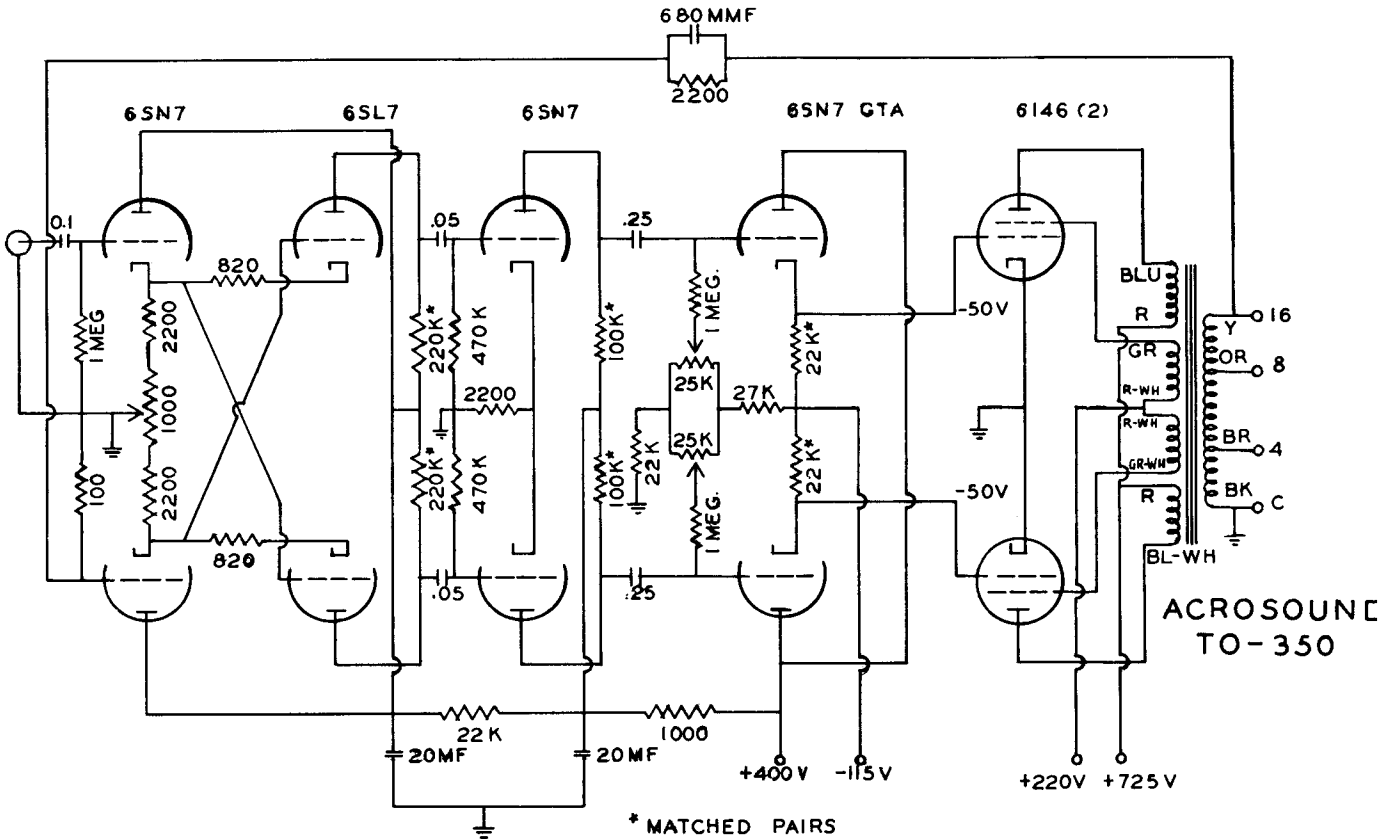 680MMF
2200
6SN7
6SL7
6SN7
6SN7 GTA
6146 (2)
0.1
820
.05
.25
1 MEG.
-50V
BLU
R
16
Y
1 MEG
2200
220K*
470K
100K*
25K
22K*
GR
OR
8
1000
2200
27K
R-WH
R-WH
100
2200
220K*
470K
100K*
22K
25K
22K*
-50V
GR-WH
BR
4
R
BK
C
820
1 MEG.
BL-WH
.05
.25
ACROSOUND
TO-350
22K
1000
20MF
20MF
+400V
-115V
+220V
+725V
* MATCHED PAIRS